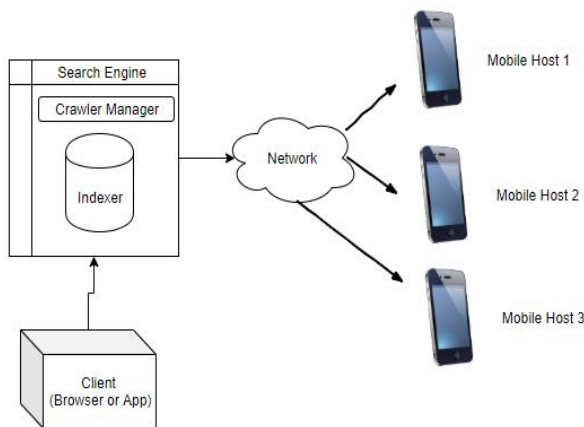 Search Engine
Crawler Manager
Indexer
Network
Mobile Host 1
Mobile Host 2
Mobile Host 3
Client
(Browser or App)